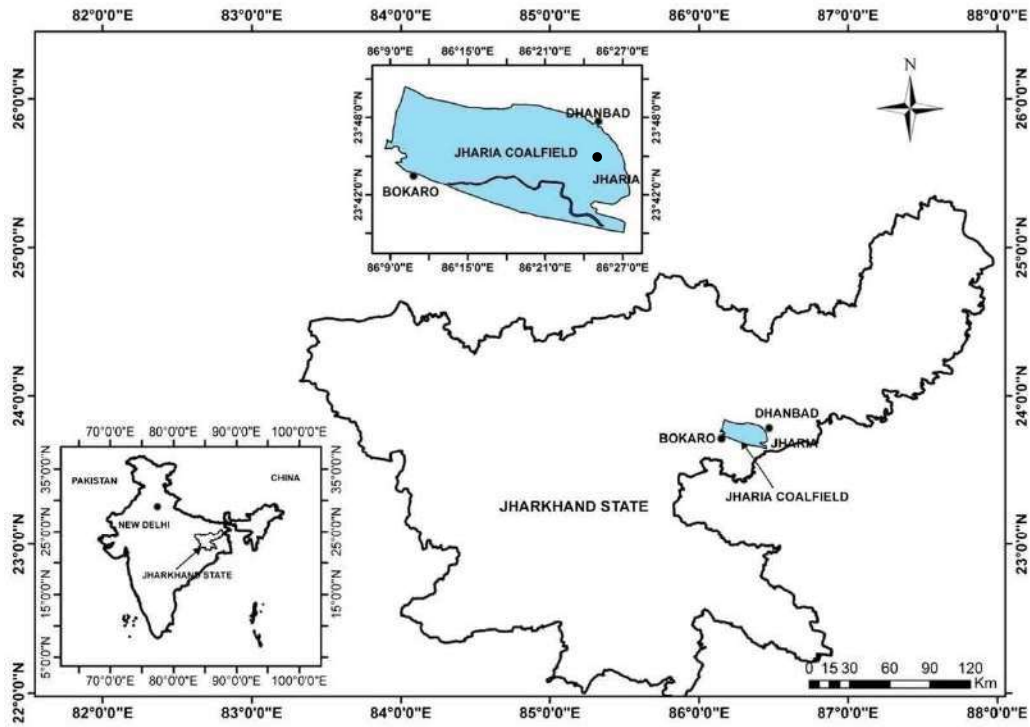 82°0'0"E 83°0'0"E 84°0'0"E 85°0'0"E 86°0'0"E 87°0'0"E 88°0'0"E
26°0'0"N
25°0'0"N
24°0'0"N
23°0'0"N
22°0'0"N
N
86°9'0"E 86°15'0"E 86°21'0"E 86°27'0"E
23°48'0"N
23°42'0"N
DHANBAD
JHARIA COALFIELD
JHARIA
BOKARO
23°48'0"N
23°42'0"N
86°9'0"E 86°15'0"E 86°21'0"E 86°27'0"E
DHANBAD
BOKARO
JHARIA
JHARIA COALFIELD
JHARKHAND STATE
70°0'0"E 80°0'0"E 90°0'0"E 100°0'0"E
35°0'0"N
25°0'0"N
15°0'0"N
5°0'0"N
PAKISTAN
CHINA
NEW DELHI
JHARKHAND STATE
35°0'0"N
25°0'0"N
15°0'0"N
5°0'0"N
70°0'0"E 80°0'0"E 90°0'0"E 100°0'0"E
0 15 30 60 90 120
Km
26°0'0"N
25°0'0"N
24°0'0"N
23°0'0"N
22°0'0"N
82°0'0"E 83°0'0"E 84°0'0"E 85°0'0"E 86°0'0"E 87°0'0"E 88°0'0"E